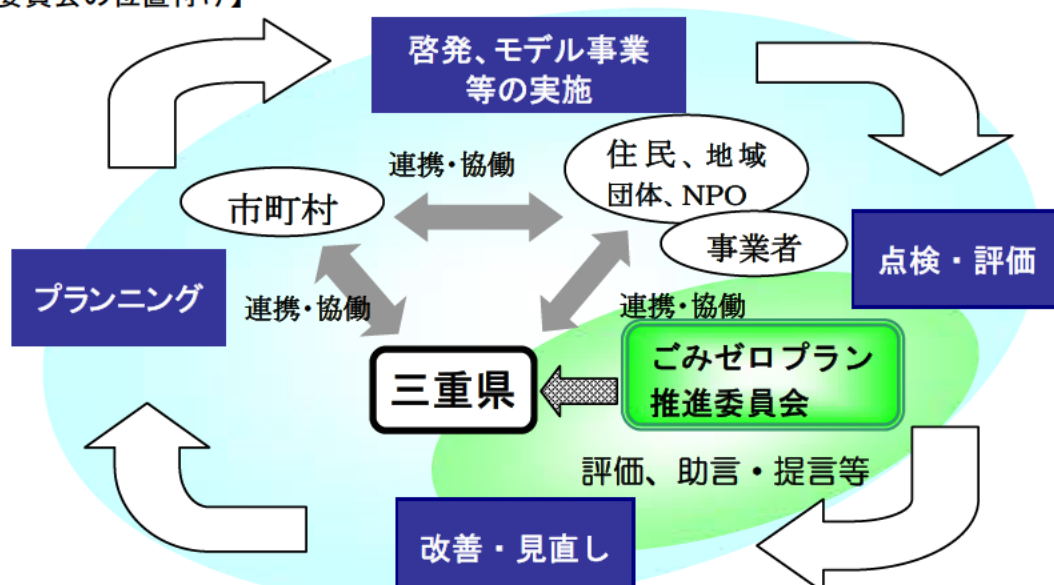 委員会の位置付け】
啓発、モデル事業
等の実施
連携・協働
住民、地域
団体、NPO
市町村
事業者
点検・評価
プランニング
連携・協働
連携・協働
ごみゼロプラン
推進委員会
三重県
評価、助言・提言等
改善・見直し